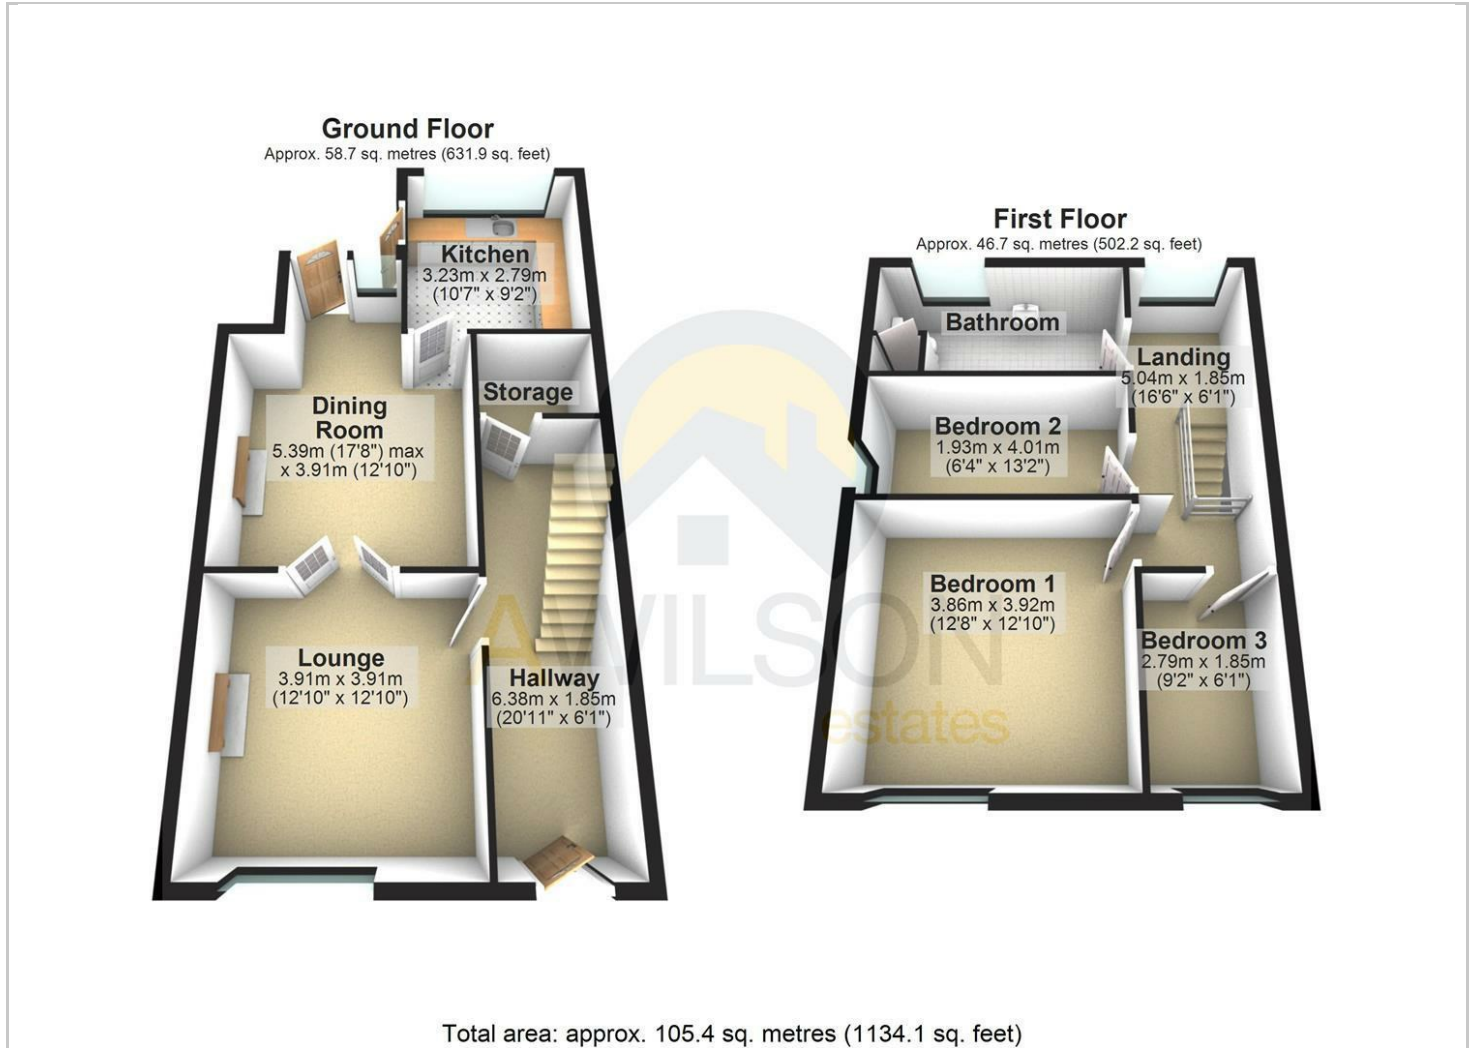 Ground Floor
Approx. 58.7 sq. metres (631.9 sq. feet)
Kitchen
3.23m x 2.79m
(10'7" x 9'2")
Storage
Dining
Room
5.39m (17'8") max
x 3.91m (12'10")
Lounge
3.91m x 3.91m
(12'10" x 12'10")
Hallway
6.38m x 1.85m
(20'11" x 6'1")
First Floor
Approx. 46.7 sq. metres (502.2 sq. feet)
Bathroom
Landing
5.04m x 1.85m
(16'6" x 6'1")
Bedroom 2
1.93m x 4.01m
(6'4" x 13'2")
Bedroom 1
3.86m x 3.92m
(12'8" x 12'10")
Bedroom 3
2.79m x 1.85m
(9'2" x 6'1")
AWILSON
estates
Total area: approx. 105.4 sq. metres (1134.1 sq. feet)